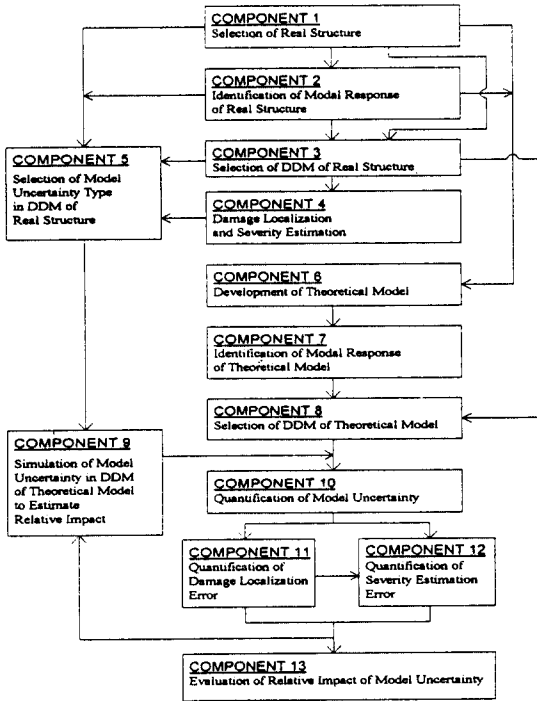 COMPONENT 1
Selection of Real Structure
COMPONENT 2
Identification of Modal Response
of Real Structure
COMPONENT 3
Selection of DDM of Real Structure
COMPONENT 5
Selection of Model
Uncertainty Type
in DDM of
Real Structure
COMPONENT 4
Damage Localization
and Severity Estimation
COMPONENT 6
Development of Theoretical Model
COMPONENT 7
Identification of Modal Response
of Theoretical Model
COMPONENT 8
Selection of DDM of Theoretical Model
COMPONENT 9
Simulation of Model
Uncertainty in DDM
of Theoretical Model
to Estimate
Relative Impact
COMPONENT 10
Quantification of Model Uncertainty
COMPONENT 11
Quantification of
Damage Localization
Error
COMPONENT 12
Quantification of
Severity Estimation
Error
COMPONENT 13
Evaluation of Relative Impact of Model Uncertainty